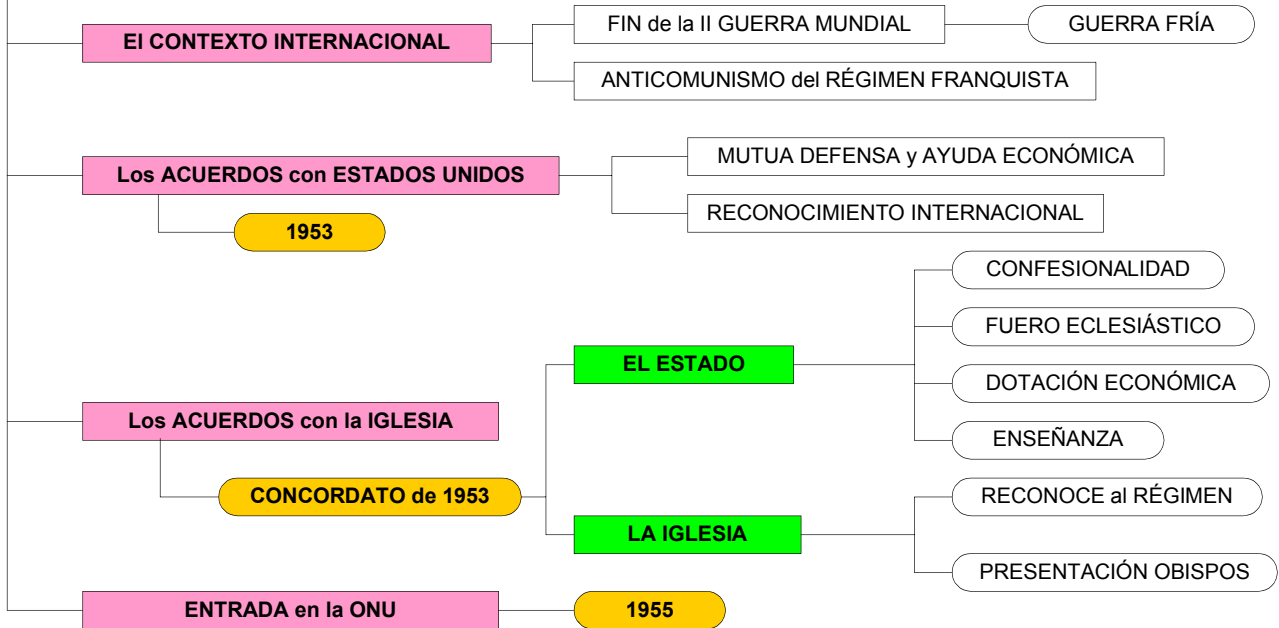 El CONTEXTO INTERNACIONAL
FIN de la II GUERRA MUNDIAL
GUERRA FRÍA
ANTICOMUNISMO del RÉGIMEN FRANQUISTA
Los ACUERDOS con ESTADOS UNIDOS
1953
MUTUA DEFENSA y AYUDA ECONÓMICA
RECONOCIMIENTO INTERNACIONAL
Los ACUERDOS con la IGLESIA
CONCORDATO de 1953
EL ESTADO
CONFESIONALIDAD
FUERO ECLESIÁSTICO
DOTACIÓN ECONÓMICA
ENSEÑANZA
LA IGLESIA
RECONOCE al RÉGIMEN
PRESENTACIÓN OBISPOS
ENTRADA en la ONU
1955